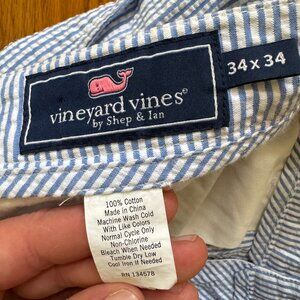 vineyard vines®
by Shep & Ian
34 x 34
100% Cotton
Made in China
Machine Wash Cold
With Like Colors
Normal Cycle Only
Non-Chlorine
Bleach When Needed
Tumble Dry Low
Cool Iron If Needed
RN 134578